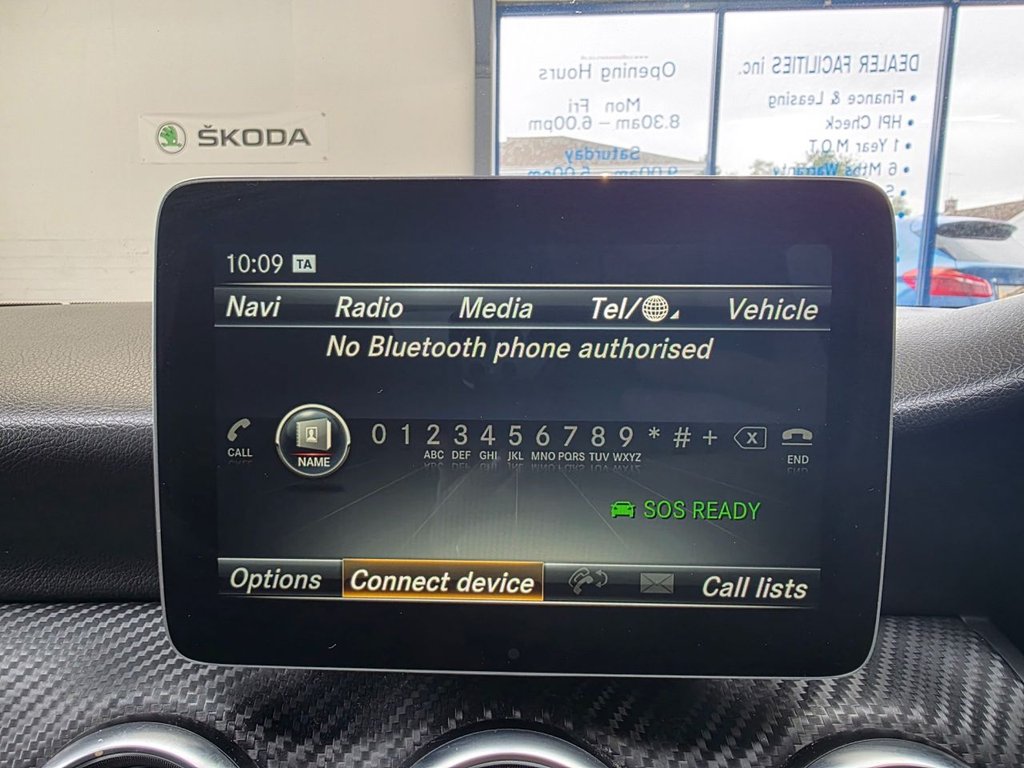 ŠKODA
Opening Hours
Mon Fri
8.30am – 6.00pm
Saturday
DEALER FACILITIES inc.
• Finance & Leasing
• HPI Check
• 1 Year M.O.T
• 6 Mths Warranty
10:09 TA
Navi Radio Media Tel/ Vehicle
No Bluetooth phone authorised
CALL NAME 0 1 2 3 4 5 6 7 8 9 * # + END
ABC DEF GHI JKL MNO PQRS TUV WXYZ
SOS READY
Options Connect device Call lists